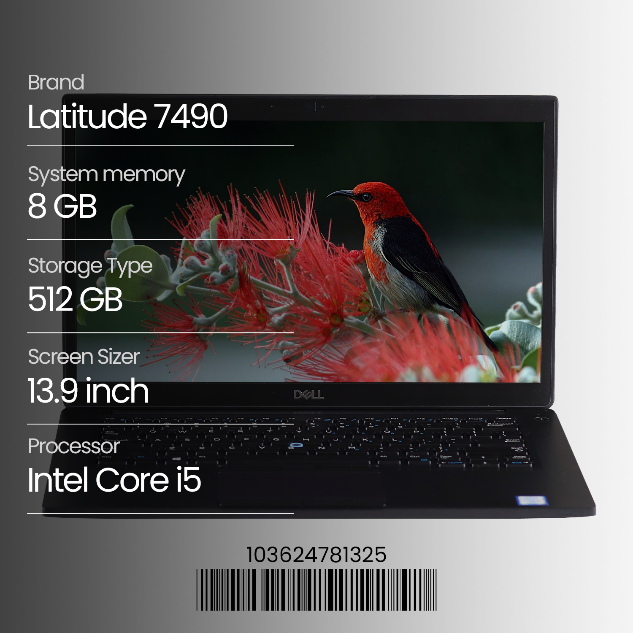 Brand
Latitude 7490
System memory
8 GB
Storage Type
512 GB
Screen Sizer
13.9 inch
DELL
Processor
Intel Core i5
103624781325